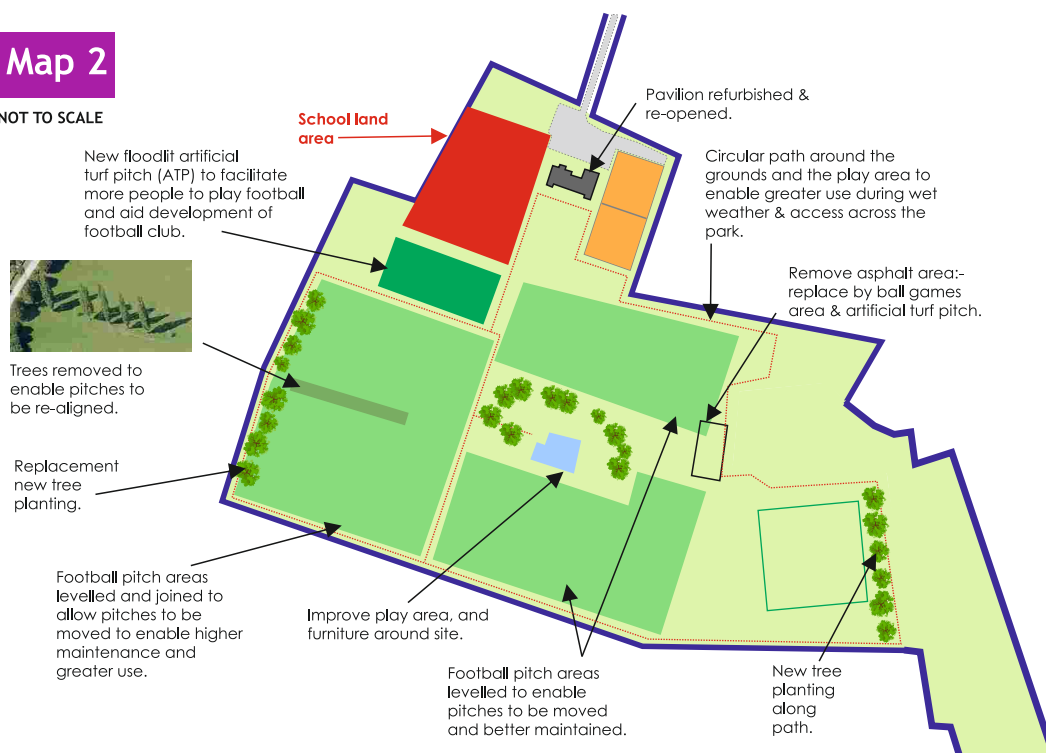 Map 2
NOT TO SCALE
School land
area
Pavilion refurbished &
re-opened.
New floodlit artificial
turf pitch (ATP) to facilitate
more people to play football
and aid development of
football club.
Circular path around the
grounds and the play area to
enable greater use during wet
weather & access across the
park.
Remove asphalt area:-
replace by ball games
area & artificial turf pitch.
Trees removed to
enable pitches to
be re-aligned.
Replacement
new tree
planting.
Football pitch areas
levelled and joined to
allow pitches to be
moved to enable higher
maintenance and
greater use.
Improve play area, and
furniture around site.
Football pitch areas
levelled to enable
pitches to be moved
and better maintained.
New tree
planting
along
path.